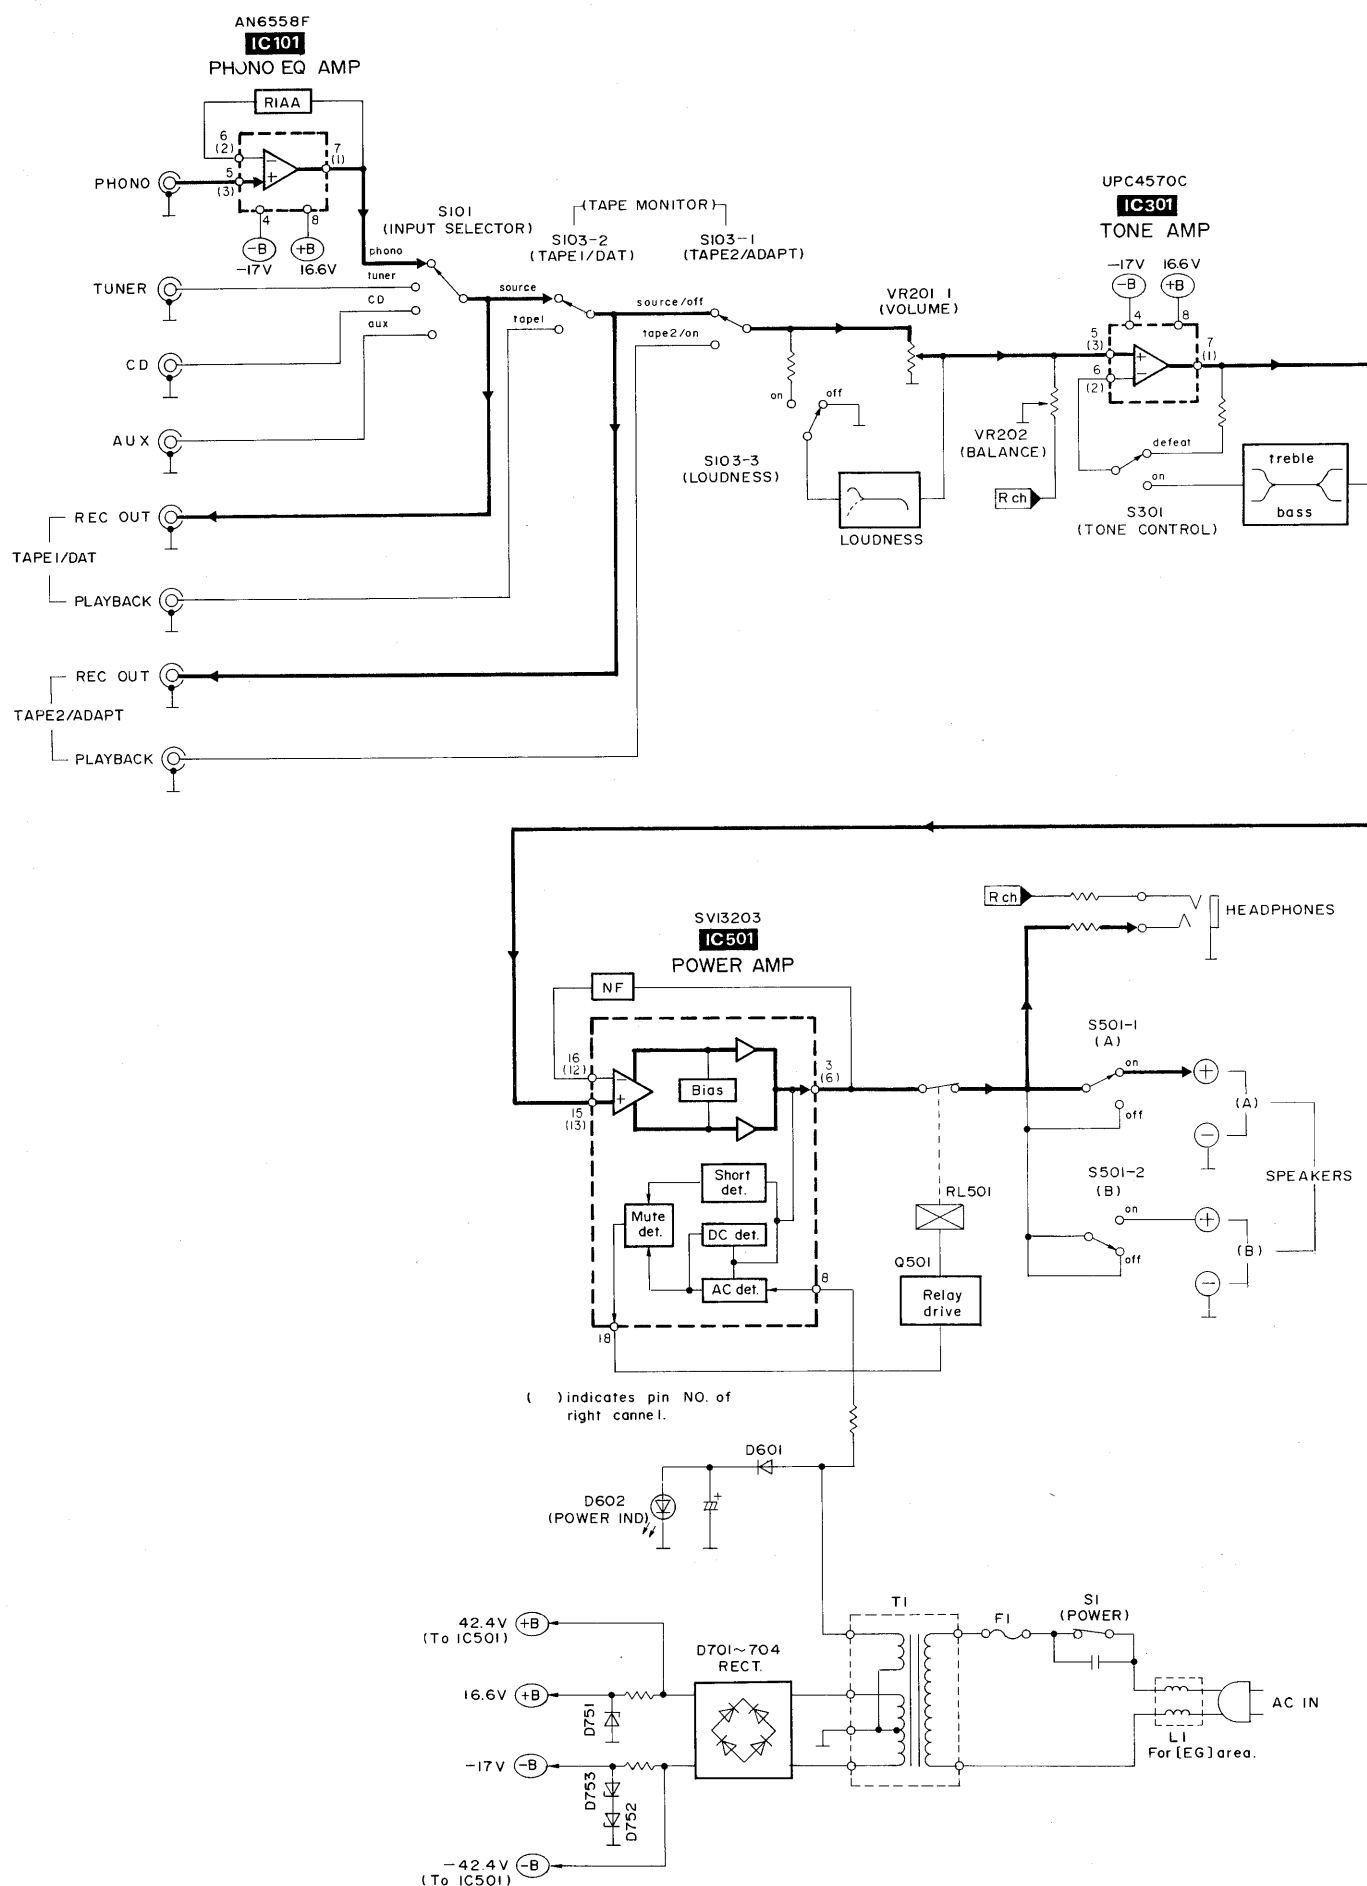 AN6558F
IC101
PHONO EQ AMP
RIAA
6
(2)
7
(1)
5
(3)
PHONO
4
8
-B
+B
-17V
16.6V
S101
(INPUT SELECTOR)
phono
tuner
CD
aux
TUNER
CD
AUX
(TAPE MONITOR)
S103-2
(TAPE1/DAT)
S103-1
(TAPE2/ADAPT)
source
tape1
source/off
tape2/on
VR201 1
(VOLUME)
on
off
S103-3
(LOUDNESS)
LOUDNESS
UPC4570C
IC301
TONE AMP
-17V
16.6V
-B
+B
4
8
5
(3)
7
(1)
6
(2)
VR202
(BALANCE)
R ch
defeat
on
S301
(TONE CONTROL)
treble
bass
REC OUT
TAPE1/DAT
PLAYBACK
REC OUT
TAPE2/ADAPT
PLAYBACK
SVI3203
IC501
POWER AMP
NF
16
(12)
15
(13)
Bias
3
(6)
Short
det.
Mute
det.
DC det.
AC det.
8
18
R ch
HEADPHONES
S501-1
(A)
on
off
+
(A)
−
S501-2
(B)
on
off
+
(B)
−
SPEAKERS
RL501
Q501
Relay
drive
( ) indicates pin NO. of
right cannel.
D601
D602
(POWER IND)
+
42.4V
(To IC501)
+B
16.6V
+B
D751
-17V
-B
D753
D752
-42.4V
(To IC501)
-B
D701~704
RECT.
T1
F1
S1
(POWER)
AC IN
L1
For [EG] area.